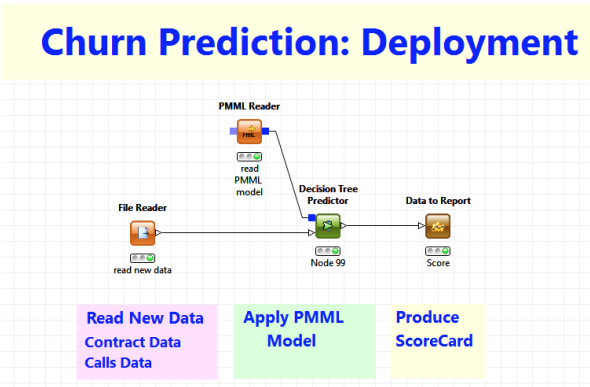 Churn Prediction: Deployment
PMML Reader
read
PMML
model
Decision Tree
Predictor
Node 99
Data to Report
Score
File Reader
read new data
Read New Data
Contract Data
Calls Data
Apply PMML
Model
Produce
ScoreCard